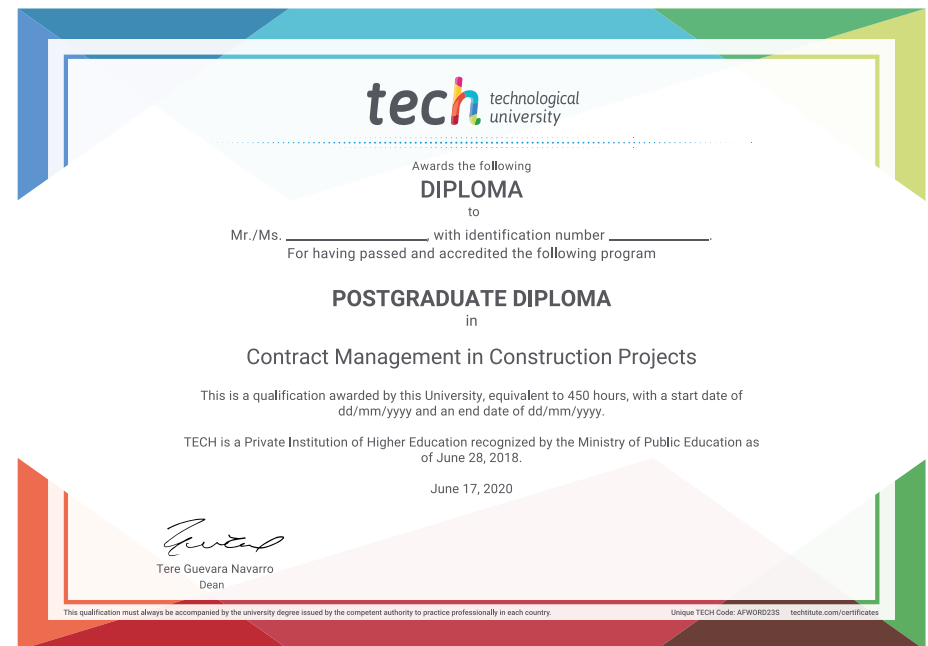 tech technological
university
Awards the following
DIPLOMA
to
Mr./Ms. ____________, with identification number ____________.
For having passed and accredited the following program
POSTGRADUATE DIPLOMA
in
Contract Management in Construction Projects
This is a qualification awarded by this University, equivalent to 450 hours, with a start date of
dd/mm/yyyy and an end date of dd/mm/yyyy.
TECH is a Private Institution of Higher Education recognized by the Ministry of Public Education as
of June 28, 2018.
June 17, 2020
Tere Guevara Navarro
Dean
This qualification must always be accompanied by the university degree issued by the competent authority to practice professionally in each country.
Unique TECH Code: AFWORD23S techtitute.com/certificates